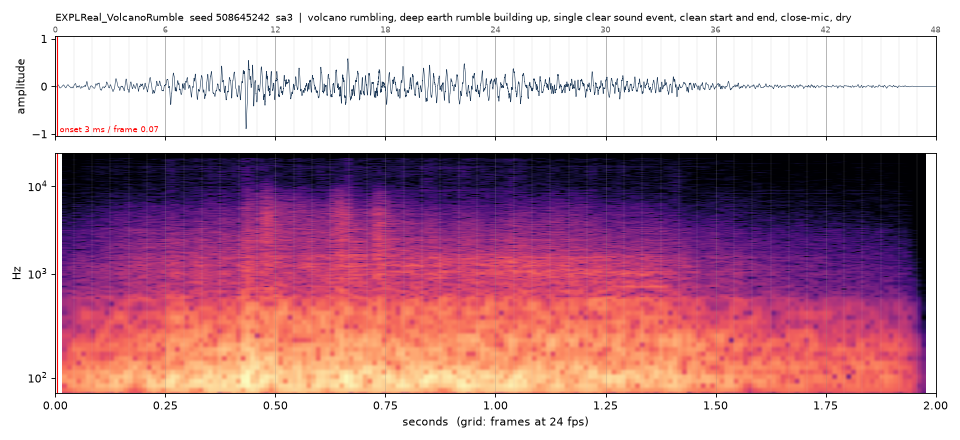 EXPLReal_VolcanoRumble  seed 508645242  sa3  |  volcano rumbling, deep earth rumble building up, single clear sound event, clean start and end, close-mic, dry
0 6 12 18 24 30 36 42 48
1
0
−1
amplitude
onset 3 ms / frame 0.07
10⁴
10³
10²
Hz
0.00 0.25 0.50 0.75 1.00 1.25 1.50 1.75 2.00
seconds  (grid: frames at 24 fps)